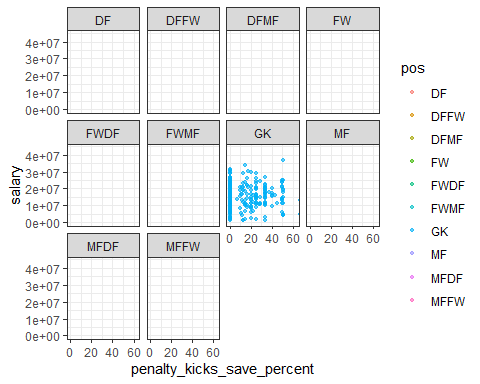 DF DFFW DFMF FW
4e+07
3e+07
2e+07
1e+07
0e+00
FWDF FWMF GK MF
4e+07
3e+07
2e+07
1e+07
0e+00
0 20 40 60 0 20 40 60
MFDF MFFW
4e+07
3e+07
2e+07
1e+07
0e+00
0 20 40 60 0 20 40 60
penalty_kicks_save_percent
salary
pos
DF
DFFW
DFMF
FW
FWDF
FWMF
GK
MF
MFDF
MFFW